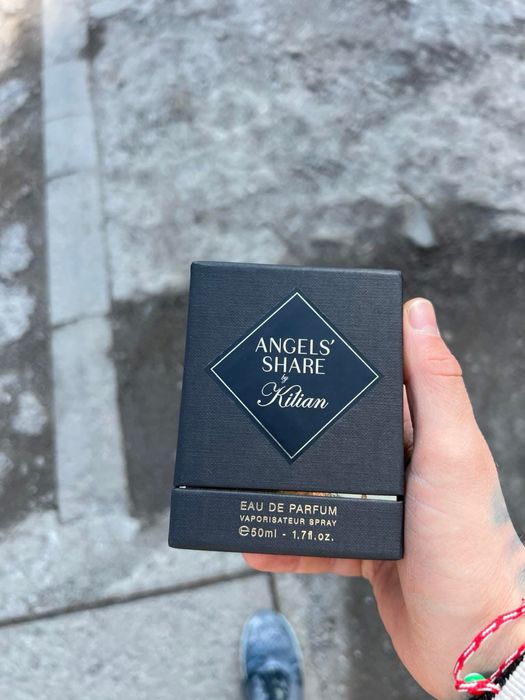 ANGELS'
SHARE
by
Kilian
EAU DE PARFUM
VAPORISATEUR SPRAY
℮50ml - 1.7fl.oz.